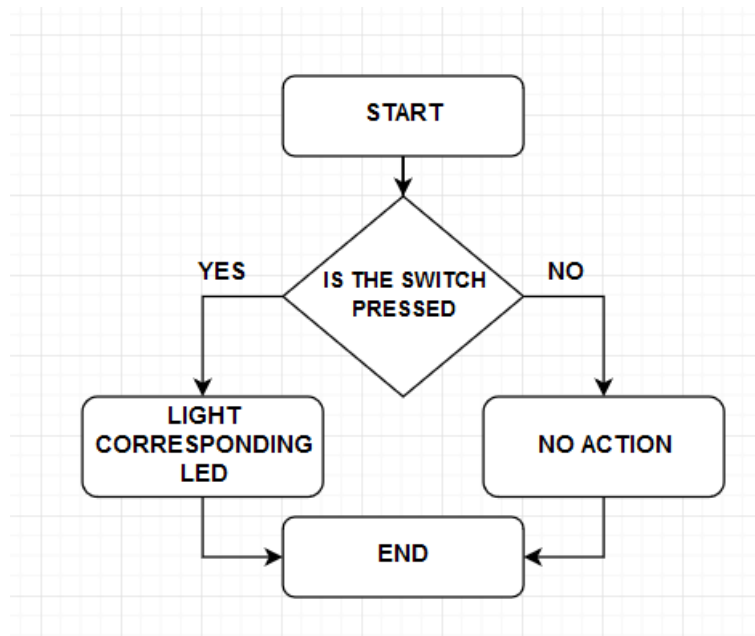 START
YES
NO
IS THE SWITCH
PRESSED
LIGHT
CORRESPONDING
LED
NO ACTION
END